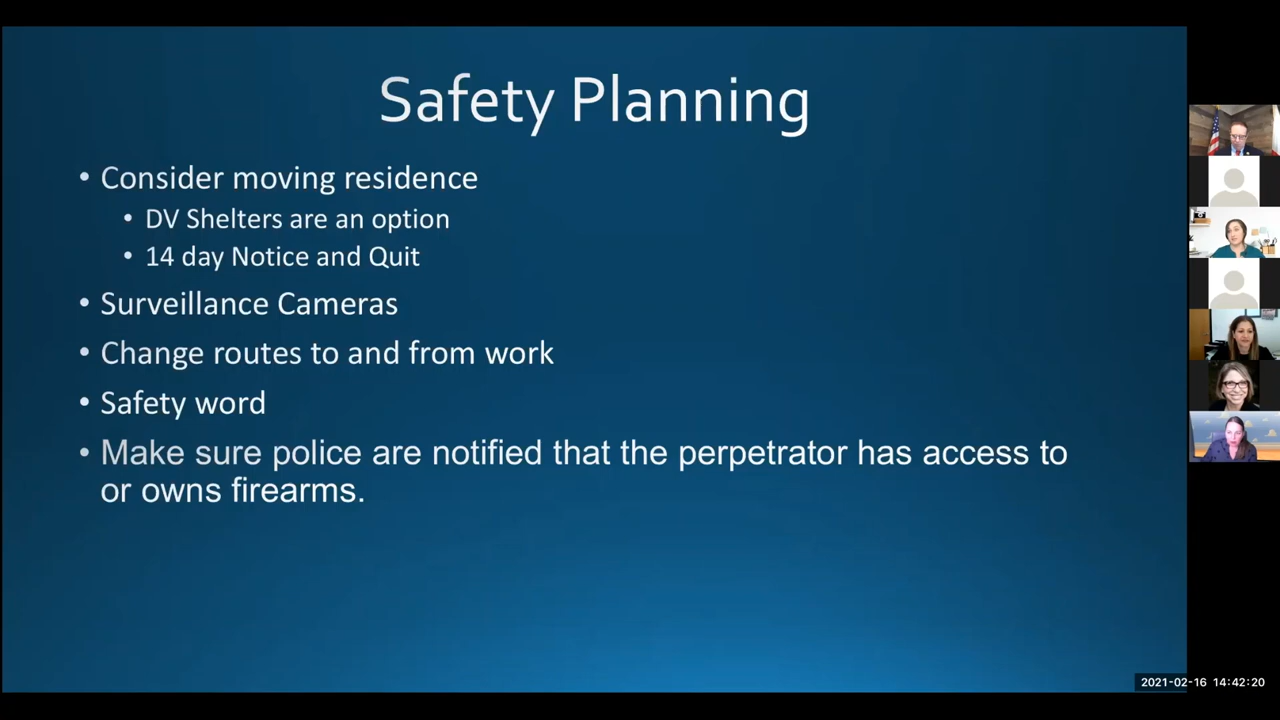 Safety Planning
• Consider moving residence
• DV Shelters are an option
• 14 day Notice and Quit
• Surveillance Cameras
• Change routes to and from work
• Safety word
• Make sure police are notified that the perpetrator has access to
or owns firearms.
2021-02-16 14:42:20